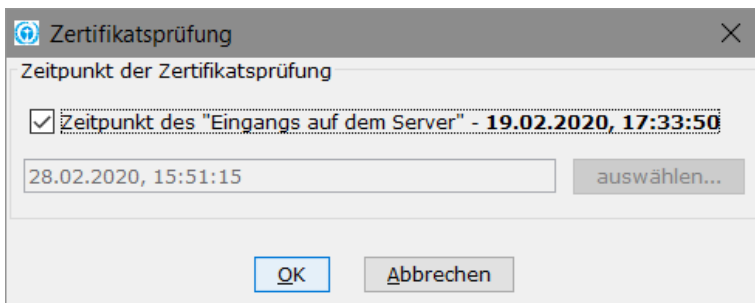 Zertifikatsprüfung
Zeitpunkt der Zertifikatsprüfung
Zeitpunkt des "Eingangs auf dem Server" - 19.02.2020, 17:33:50
28.02.2020, 15:51:15 auswählen...
OK Abbrechen